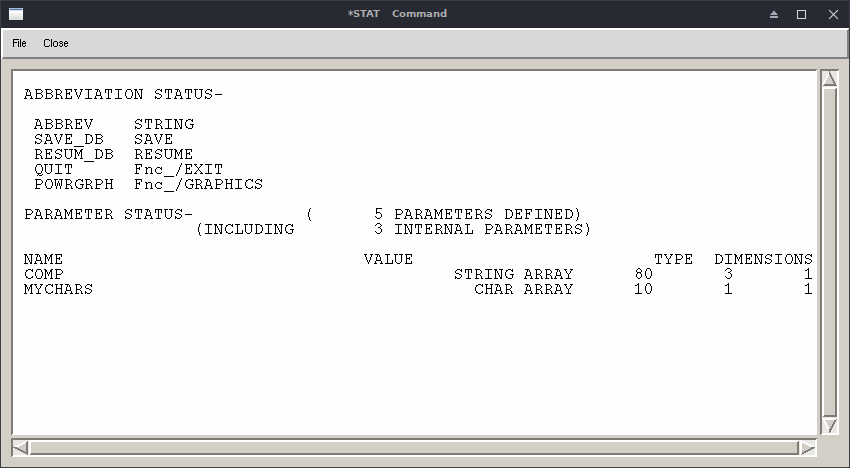 *STAT Command
File Close
ABBREVIATION STATUS-
ABBREV STRING
SAVE_DB SAVE
RESUM_DB RESUME
QUIT Fnc_/EXIT
POWRGRPH Fnc_/GRAPHICS
PARAMETER STATUS- ( 5 PARAMETERS DEFINED)
(INCLUDING 3 INTERNAL PARAMETERS)
NAME VALUE TYPE DIMENSIONS
COMP STRING ARRAY 80 3 1
MYCHARS CHAR ARRAY 10 1 1